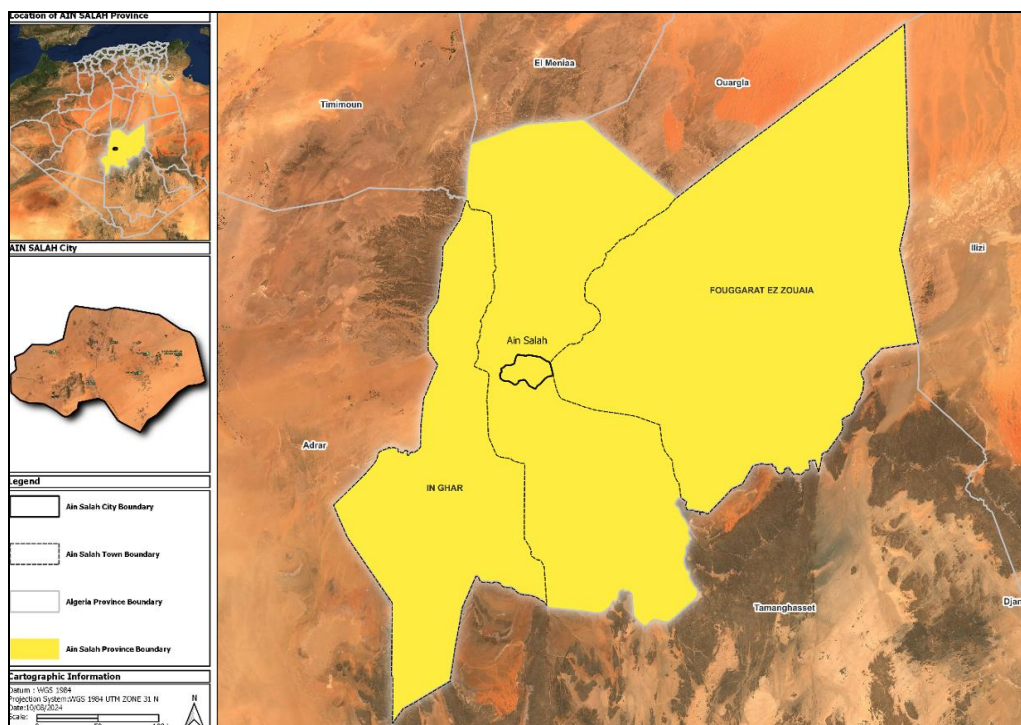 Location of AIN SALAH Province
AIN SALAH City
Legend
Ain Salah City Boundary
Ain Salah Town Boundary
Algeria Province Boundary
Ain Salah Province Boundary
Cartographic Information
Datum : WGS 1984
Projection System:WGS 1984 UTM ZONE 31 N
Date:10/08/2024
Scale:
N
El Meniaa
Ouargla
Timimoun
Illizi
FOUGGARAT EZ ZOUAIA
Ain Salah
Adrar
IN GHAR
Tamanghasset
Djan